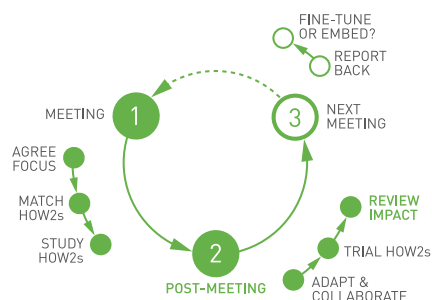 FINE-TUNE
OR EMBED?
REPORT
BACK
MEETING
1
3
NEXT
MEETING
AGREE
FOCUS
MATCH
HOW2s
STUDY
HOW2s
2
POST-MEETING
REVIEW
IMPACT
TRIAL HOW2s
ADAPT &
COLLABORATE